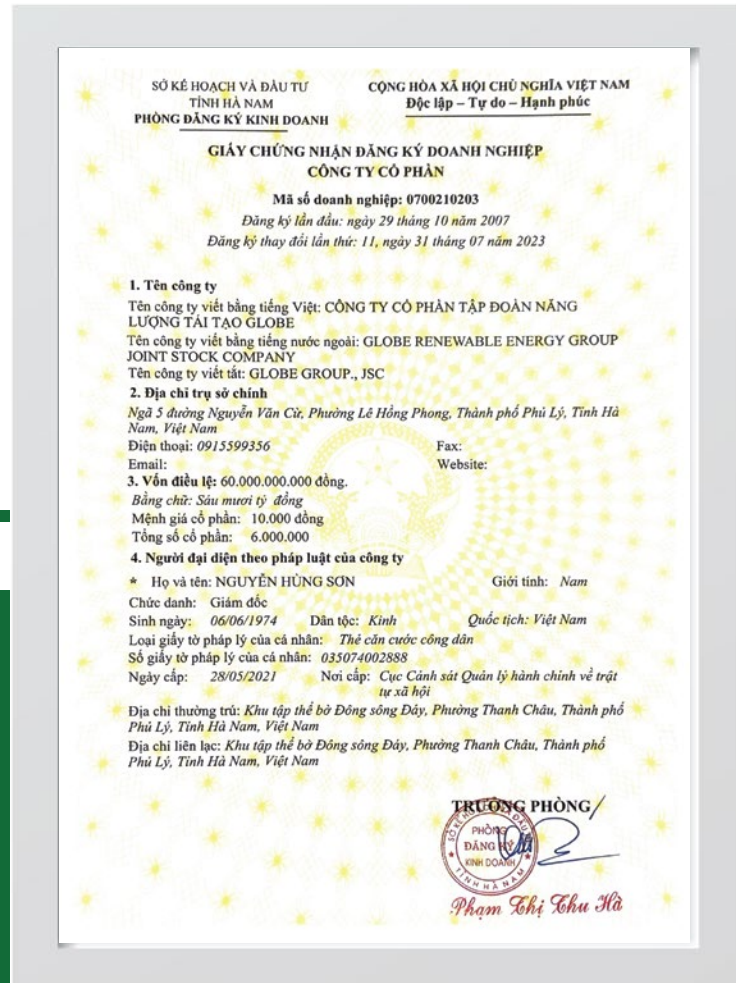 SỞ KẾ HOẠCH VÀ ĐẦU TƯ
TỈNH HÀ NAM
PHÒNG ĐĂNG KÝ KINH DOANH
CỘNG HÒA XÃ HỘI CHỦ NGHĨA VIỆT NAM
Độc lập – Tự do – Hạnh phúc
GIẤY CHỨNG NHẬN ĐĂNG KÝ DOANH NGHIỆP
CÔNG TY CỔ PHẦN
Mã số doanh nghiệp: 0700210203
Đăng ký lần đầu: ngày 29 tháng 10 năm 2007
Đăng ký thay đổi lần thứ: 11, ngày 31 tháng 07 năm 2023
1. Tên công ty
Tên công ty viết bằng tiếng Việt: CÔNG TY CỔ PHẦN TẬP ĐOÀN NĂNG
LƯỢNG TÁI TẠO GLOBE
Tên công ty viết bằng tiếng nước ngoài: GLOBE RENEWABLE ENERGY GROUP
JOINT STOCK COMPANY
Tên công ty viết tắt: GLOBE GROUP., JSC
2. Địa chỉ trụ sở chính
Ngã 5 đường Nguyễn Văn Cừ, Phường Lê Hồng Phong, Thành phố Phủ Lý, Tỉnh Hà
Nam, Việt Nam
Điện thoại: 0915599356 Fax:
Email: Website:
3. Vốn điều lệ: 60.000.000.000 đồng.
Bằng chữ: Sáu mươi tỷ đồng
Mệnh giá cổ phần: 10.000 đồng
Tổng số cổ phần: 6.000.000
4. Người đại diện theo pháp luật của công ty
* Họ và tên: NGUYỄN HÙNG SƠN Giới tính: Nam
Chức danh: Giám đốc
Sinh ngày: 06/06/1974 Dân tộc: Kinh Quốc tịch: Việt Nam
Loại giấy tờ pháp lý của cá nhân: Thẻ căn cước công dân
Số giấy tờ pháp lý của cá nhân: 035074002888
Ngày cấp: 28/05/2021 Nơi cấp: Cục Cảnh sát Quản lý hành chính về trật
tự xã hội
Địa chỉ thường trú: Khu tập thể bờ Đông sông Đáy, Phường Thanh Châu, Thành phố
Phủ Lý, Tỉnh Hà Nam, Việt Nam
Địa chỉ liên lạc: Khu tập thể bờ Đông sông Đáy, Phường Thanh Châu, Thành phố
Phủ Lý, Tỉnh Hà Nam, Việt Nam
TRƯỞNG PHÒNG
SỞ KẾ HOẠCH ĐẦU
PHÒNG
ĐĂNG KÝ
KINH DOANH
TỈNH HÀ NAM
Phạm Thị Thu Hà